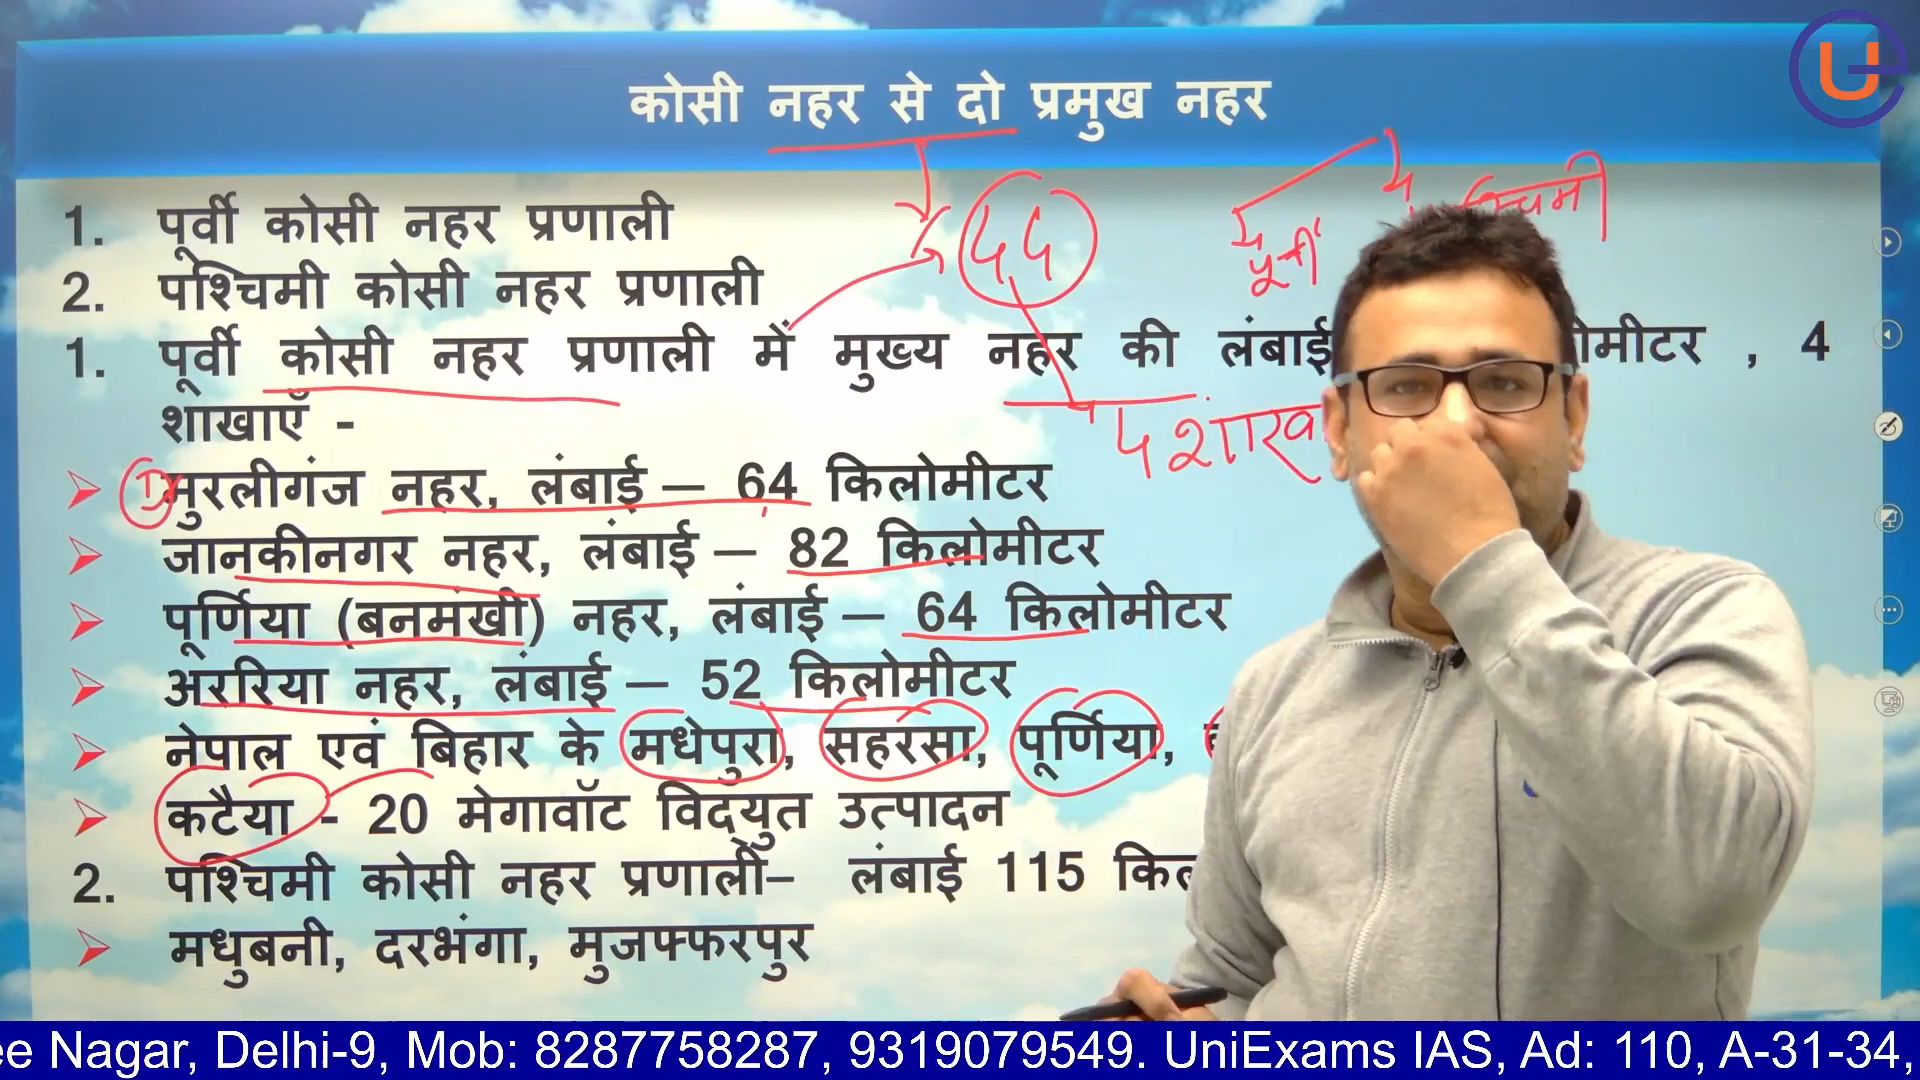 कोसी नहर से दो प्रमुख नहर
1. पूर्वी कोसी नहर प्रणाली
2. पश्चिमी कोसी नहर प्रणाली
1. पूर्वी कोसी नहर प्रणाली में मुख्य नहर की लंबाई , 4
शाखाएँ -
मुरलीगंज नहर, लंबाई – 64 किलोमीटर
जानकीनगर नहर, लंबाई – 82 किलोमीटर
पूर्णिया (बनमंखी) नहर, लंबाई – 64 किलोमीटर
अररिया नहर, लंबाई – 52 किलोमीटर
नेपाल एवं बिहार के मधेपुरा, सहरसा, पूर्णिया,
कटैया - 20 मेगावॉट विद्युत उत्पादन
2. पश्चिमी कोसी नहर प्रणाली– लंबाई 115
मधुबनी, दरभंगा, मुजफ्फरपुर
44
पूर्वी
Nagar, Delhi-9, Mob: 8287758287, 9319079549. UniExams IAS, Ad: 110, A-31-34,